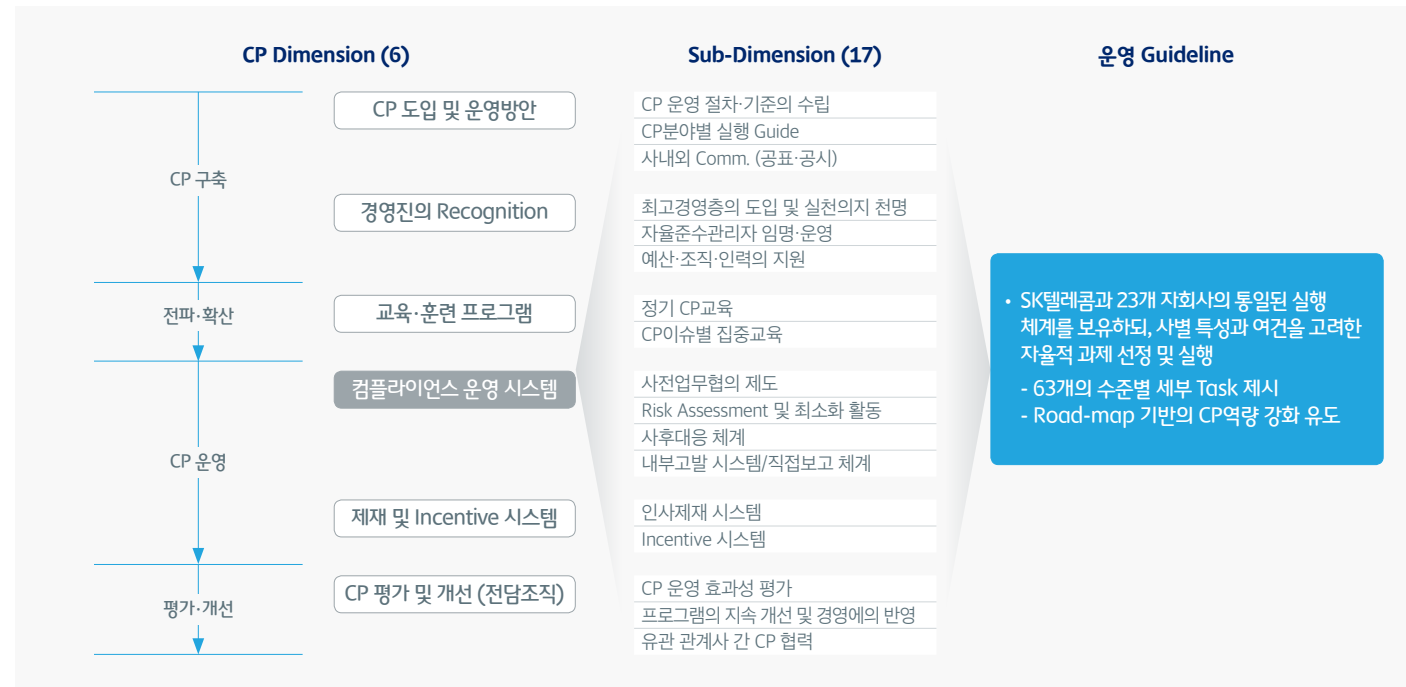 CP Dimension (6)
Sub-Dimension (17)
운영 Guideline
CP 구축
CP 도입 및 운영방안
CP 운영 절차·기준의 수립
CP분야별 실행 Guide
사내외 Comm. (공표·공시)
경영진의 Recognition
최고경영층의 도입 및 실천의지 천명
자율준수관리자 임명·운영
예산·조직·인력의 지원
전파·확산
교육·훈련 프로그램
정기 CP교육
CP이슈별 집중교육
CP 운영
컴플라이언스 운영 시스템
사전업무협의 제도
Risk Assessment 및 최소화 활동
사후대응 체계
내부고발 시스템/직접보고 체계
제재 및 Incentive 시스템
인사제재 시스템
Incentive 시스템
평가·개선
CP 평가 및 개선 (전담조직)
CP 운영 효과성 평가
프로그램의 지속 개선 및 경영에의 반영
유관 관계사 간 CP 협력
• SK텔레콤과 23개 자회사의 통일된 실행
체계를 보유하되, 사별 특성과 여건을 고려한
자율적 과제 선정 및 실행
- 63개의 수준별 세부 Task 제시
- Road-map 기반의 CP역량 강화 유도